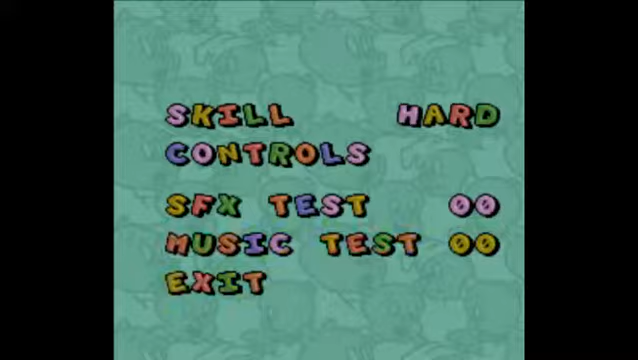 SKILL HARD
CONTROLS
SFX TEST 00
MUSIC TEST 00
EXIT